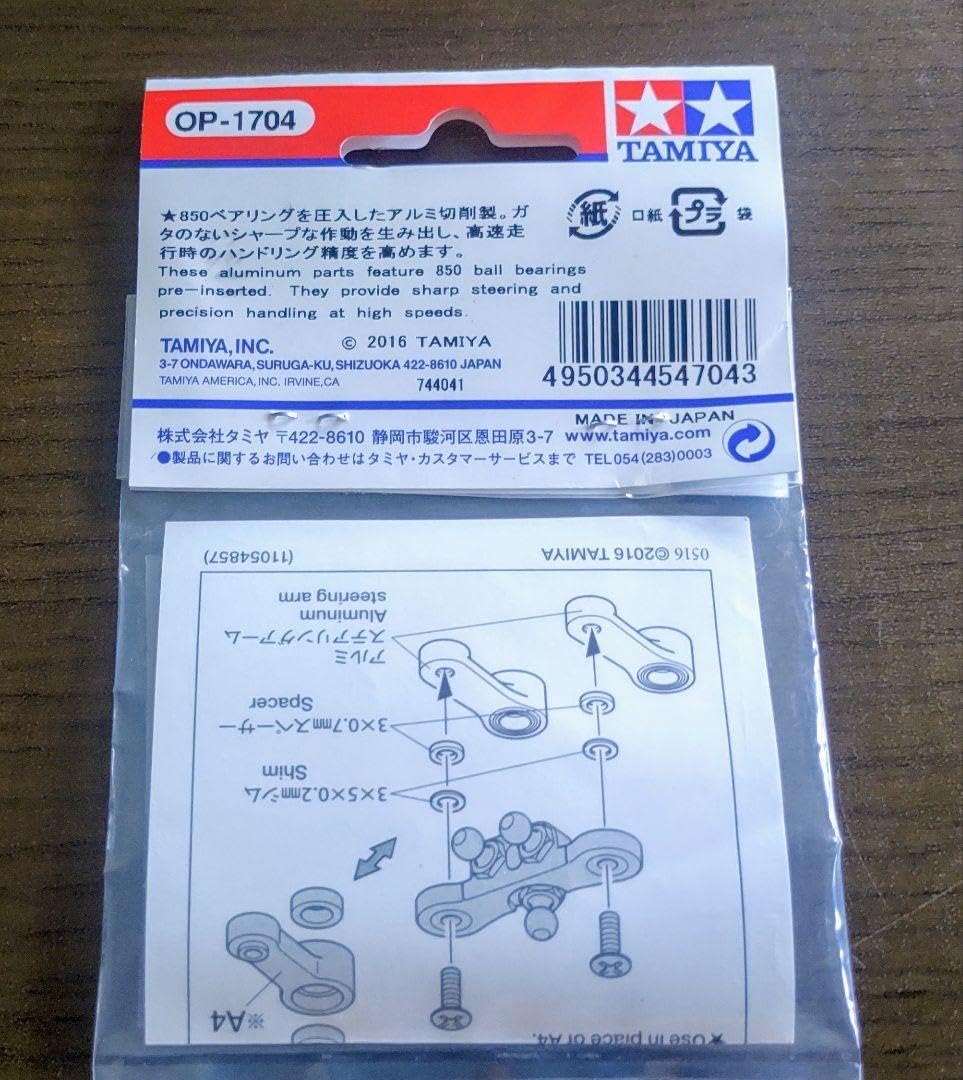 OP-1704
TAMIYA
★850ベアリングを圧入したアルミ切削製。ガ
タのないシャープな作動を生み出し、高速走
行時のハンドリング精度を高めます。
These aluminum parts feature 850 ball bearings
pre-inserted. They provide sharp steering and
precision handling at high speeds.
紙 口紙 プラ 袋
TAMIYA, INC. © 2016 TAMIYA
3-7 ONDAWARA, SURUGA-KU, SHIZUOKA 422-8610 JAPAN
TAMIYA AMERICA, INC. IRVINE, CA 744041
4950344547043
MADE IN JAPAN
株式会社タミヤ 〒422-8610 静岡市駿河区恩田原3-7 www.tamiya.com
●製品に関するお問い合わせはタミヤ・カスタマーサービスまで TEL 054(283)0003
★Use in place of A4.
※A4
3×5×0.2mmシム
Shim
3×0.7mmスペーサー
Spacer
アルミ
ステアリングアーム
Aluminum
steering arm
0516 ©2016 TAMIYA (11054857)